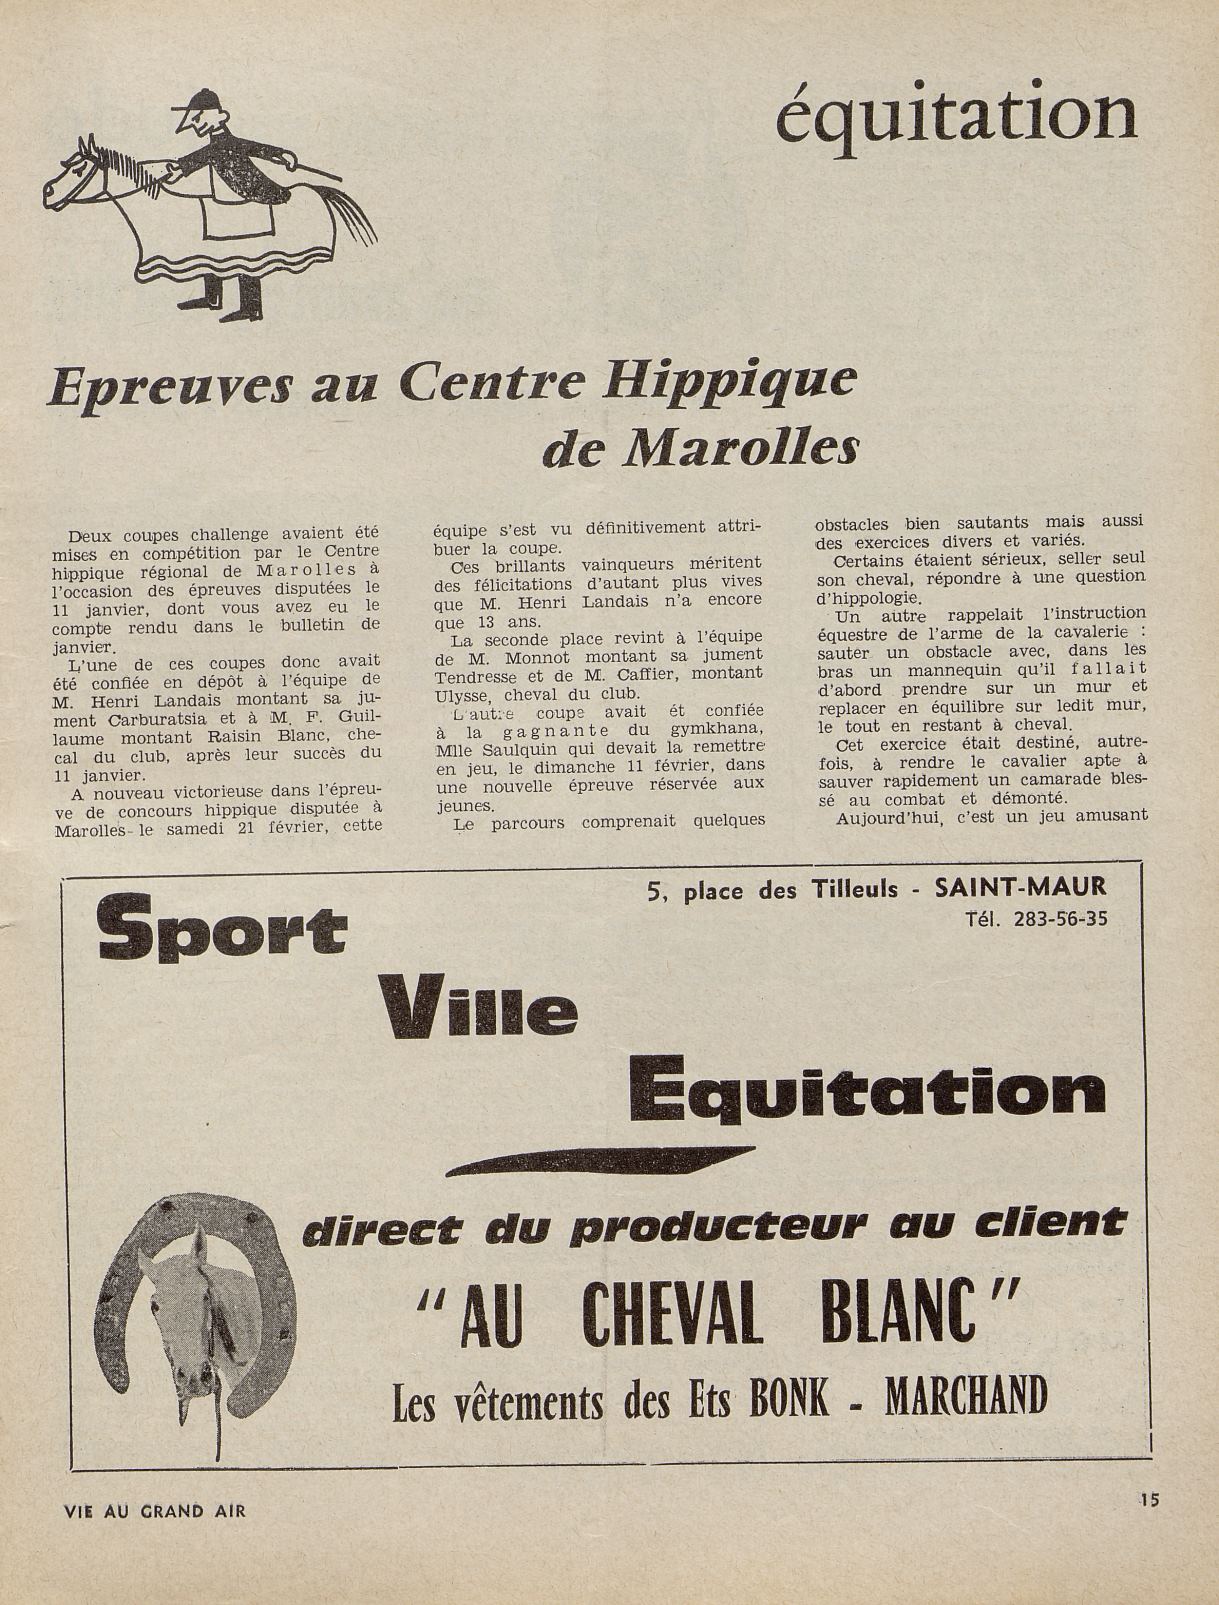 équitation
Epreuves au Centre Hippique
de Marolles
Deux coupes challenge avaient été
mises en compétition par le Centre
hippique régional de Marolles à
l'occasion des épreuves disputées le
11 janvier, dont vous avez eu le
compte rendu dans le bulletin de
janvier.
L'une de ces coupes donc avait
été confiée en dépôt à l'équipe de
M. Henri Landais montant sa ju-
ment Carburatsia et à M. F. Guil-
laume montant Raisin Blanc, che-
cal du club, après leur succès du
11 janvier.
A nouveau victorieuse dans l'épreu-
ve de concours hippique disputée à
Marolles- le samedi 21 février, cette
équipe s'est vu définitivement attri-
buer la coupe.
Ces brillants vainqueurs méritent
des félicitations d'autant plus vives
que M. Henri Landais n'a encore
que 13 ans.
La seconde place revint à l'équipe
de M. Monnot montant sa jument
Tendresse et de M. Caffier, montant
Ulysse, cheval du club.
L'autre coupe avait ét confiée
à la gagnante du gymkhana,
Mlle Saulquin qui devait la remettre
en jeu, le dimanche 11 février, dans
une nouvelle épreuve réservée aux
jeunes.
Le parcours comprenait quelques
obstacles bien sautants mais aussi
des exercices divers et variés.
Certains étaient sérieux, seller seul
son cheval, répondre à une question
d'hippologie.
Un autre rappelait l'instruction
équestre de l'arme de la cavalerie :
sauter un obstacle avec, dans les
bras un mannequin qu'il fallait
d'abord prendre sur un mur et
replacer en équilibre sur ledit mur,
le tout en restant à cheval.
Cet exercice était destiné, autre-
fois, à rendre le cavalier apte à
sauver rapidement un camarade bles-
sé au combat et démonté.
Aujourd'hui, c'est un jeu amusant
5, place des Tilleuls - SAINT-MAUR
Tél. 283-56-35
Sport
Ville
Equitation
direct du producteur au client
"AU CHEVAL BLANC"
Les vêtements des Ets BONK - MARCHAND
VIE AU GRAND AIR
15